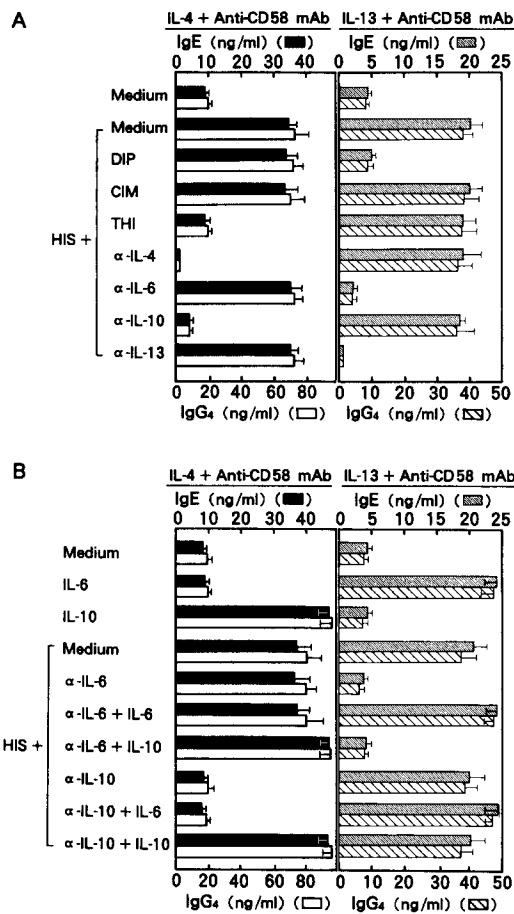 A
IL-4 + Anti-CD58 mAb IL-13 + Anti-CD58 mAb
IgE (ng/ml) ( ) IgE (ng/ml) ( )
0 10 20 30 40 0 5 10 15 20 25
Medium
Medium
DIP
CIM
THI
HIS +
α-IL-4
α-IL-6
α-IL-10
α-IL-13
0 20 40 60 80 0 10 20 30 40 50
IgG4 (ng/ml) ( ) IgG4 (ng/ml) ( )
B
IL-4 + Anti-CD58 mAb IL-13 + Anti-CD58 mAb
IgE (ng/ml) ( ) IgE (ng/ml) ( )
0 10 20 30 40 0 5 10 15 20 25
Medium
IL-6
IL-10
Medium
α-IL-6
α-IL-6 + IL-6
HIS +
α-IL-6 + IL-10
α-IL-10
α-IL-10 + IL-6
α-IL-10 + IL-10
0 20 40 60 80 0 10 20 30 40 50
IgG4 (ng/ml) ( ) IgG4 (ng/ml) ( )